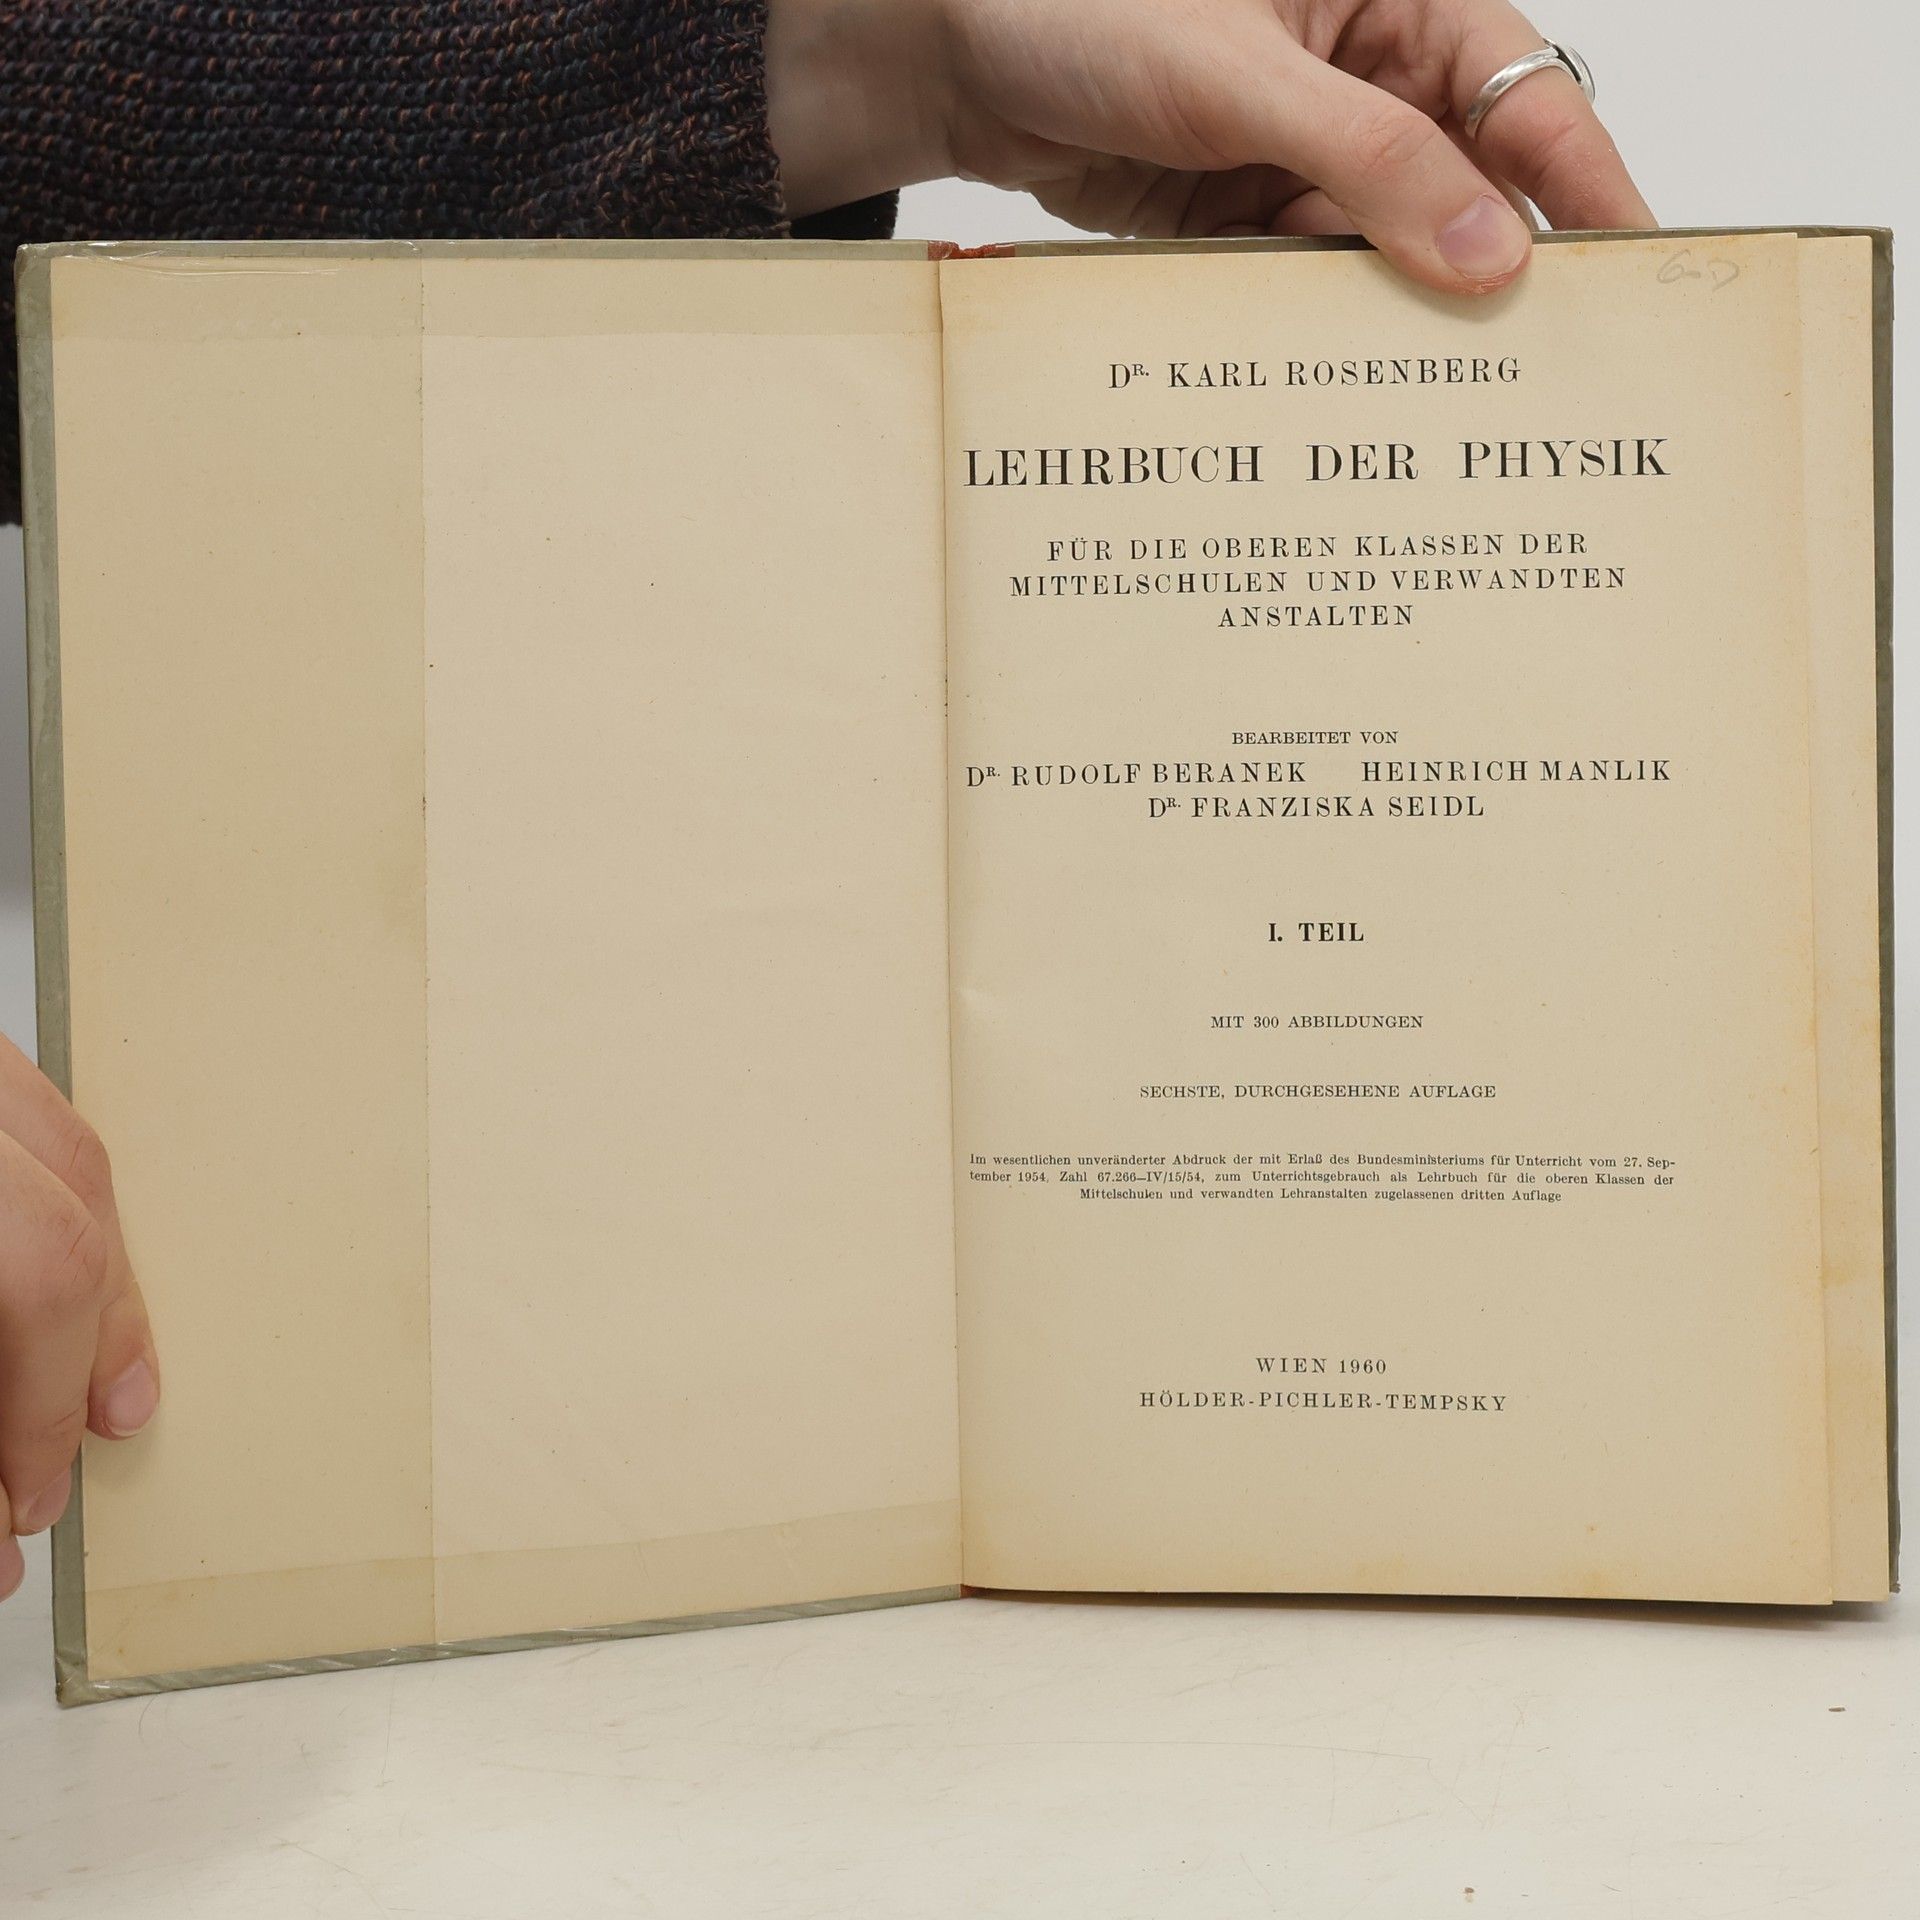 DR. KARL ROSENBERG
LEHRBUCH DER PHYSIK
FÜR DIE OBEREN KLASSEN DER
MITTELSCHULEN UND VERWANDTEN
ANSTALTEN
BEARBEITET VON
DR. RUDOLF BERANEK HEINRICH MANLIK
DR. FRANZISKA SEIDL
I. TEIL
MIT 300 ABBILDUNGEN
SECHSTE, DURCHGESEHENE AUFLAGE
Im wesentlichen unveränderter Abdruck der mit Erlaß des Bundesministeriums für Unterricht vom 27. Sep-
tember 1954, Zahl 67.266—IV/15/54, zum Unterrichtsgebrauch als Lehrbuch für die oberen Klassen der
Mittelschulen und verwandten Lehranstalten zugelassenen dritten Auflage
WIEN 1960
HÖLDER-PICHLER-TEMPSKY